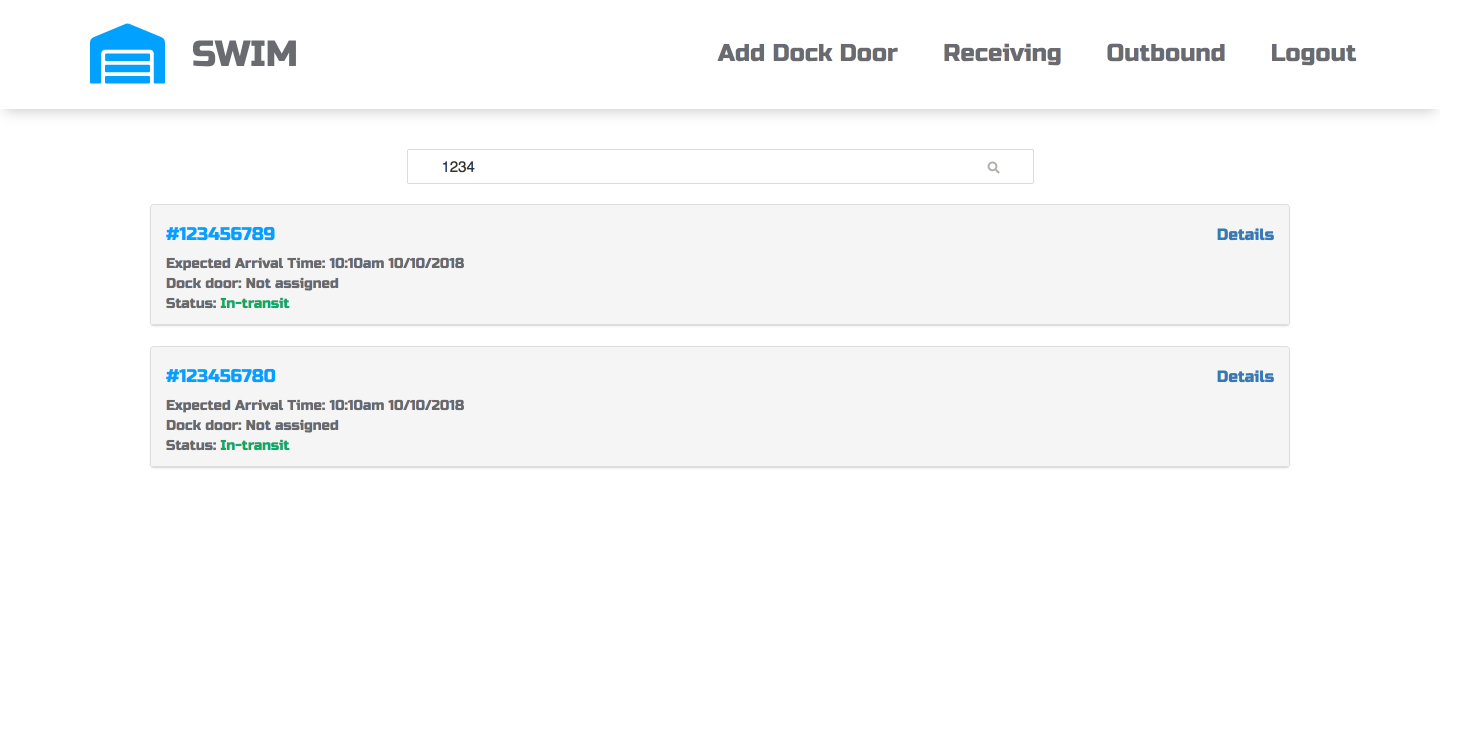 SWIM
Add Dock Door Receiving Outbound Logout
1234
#123456789 Details
Expected Arrival Time: 10:10am 10/10/2018
Dock door: Not assigned
Status: In-transit
#123456780 Details
Expected Arrival Time: 10:10am 10/10/2018
Dock door: Not assigned
Status: In-transit